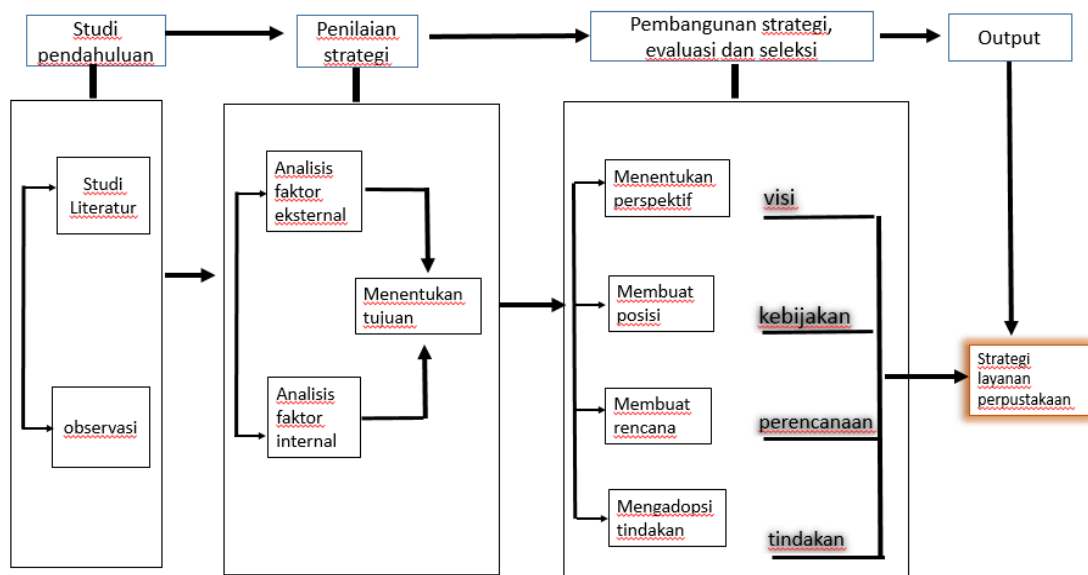 Studi
pendahuluan
Penilaian
strategi
Pembangunan strategi,
evaluasi dan seleksi
Output
Studi
Literatur
observasi
Analisis
faktor
eksternal
Menentukan
tujuan
Analisis
faktor
internal
Menentukan
perspektif
Membuat
posisi
Membuat
rencana
Mengadopsi
tindakan
visi
kebijakan
perencanaan
tindakan
Strategi
layanan
perpustakaan